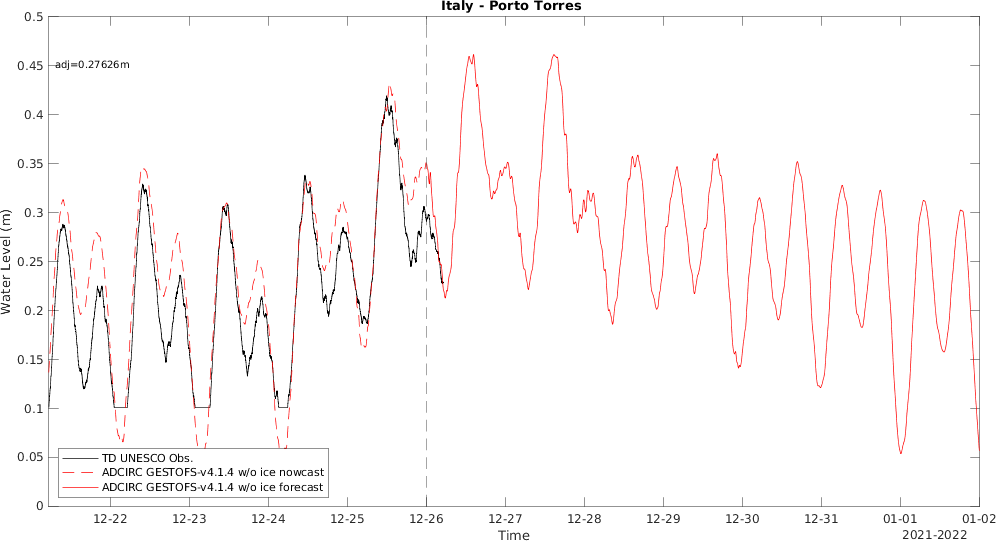 Italy - Porto Torres
0.5
0.45
0.4
0.35
0.3
0.25
0.2
0.15
0.1
0.05
0
Water Level (m)
adj=0.27626m
TD UNESCO Obs.
ADCIRC GESTOFS-v4.1.4 w/o ice nowcast
ADCIRC GESTOFS-v4.1.4 w/o ice forecast
12-22 12-23 12-24 12-25 12-26 12-27 12-28 12-29 12-30 12-31 01-01 01-02
Time
2021-2022